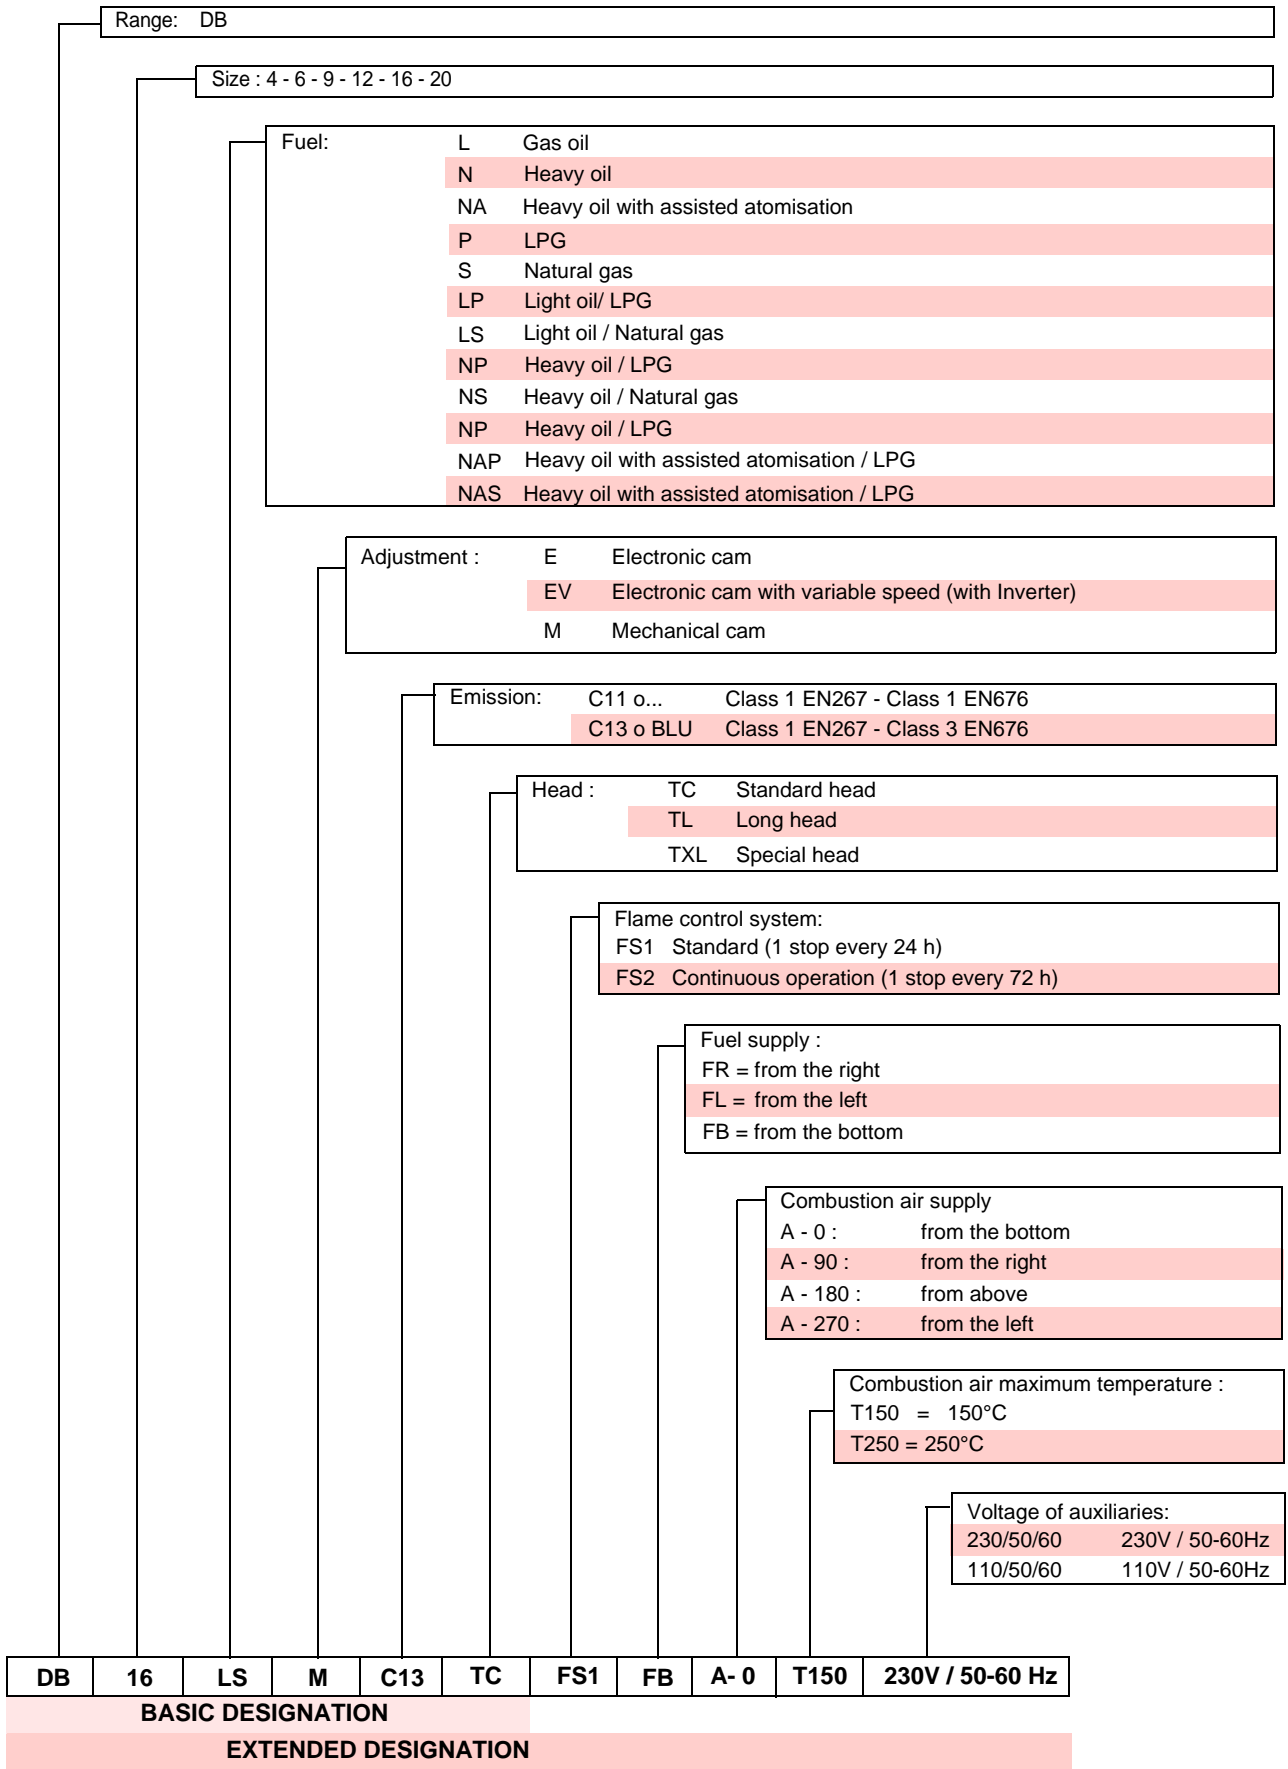 Range: DB
Size : 4 - 6 - 9 - 12 - 16 - 20
Fuel: L Gas oil
N Heavy oil
NA Heavy oil with assisted atomisation
P LPG
S Natural gas
LP Light oil/ LPG
LS Light oil / Natural gas
NP Heavy oil / LPG
NS Heavy oil / Natural gas
NP Heavy oil / LPG
NAP Heavy oil with assisted atomisation / LPG
NAS Heavy oil with assisted atomisation / LPG
Adjustment : E Electronic cam
EV Electronic cam with variable speed (with Inverter)
M Mechanical cam
Emission: C11 o... Class 1 EN267 - Class 1 EN676
C13 o BLU Class 1 EN267 - Class 3 EN676
Head : TC Standard head
TL Long head
TXL Special head
Flame control system:
FS1 Standard (1 stop every 24 h)
FS2 Continuous operation (1 stop every 72 h)
Fuel supply :
FR = from the right
FL = from the left
FB = from the bottom
Combustion air supply
A - 0 : from the bottom
A - 90 : from the right
A - 180 : from above
A - 270 : from the left
Combustion air maximum temperature :
T150 = 150°C
T250 = 250°C
Voltage of auxiliaries:
230/50/60 230V / 50-60Hz
110/50/60 110V / 50-60Hz
DB 16 LS M C13 TC FS1 FB A- 0 T150 230V / 50-60 Hz
BASIC DESIGNATION
EXTENDED DESIGNATION